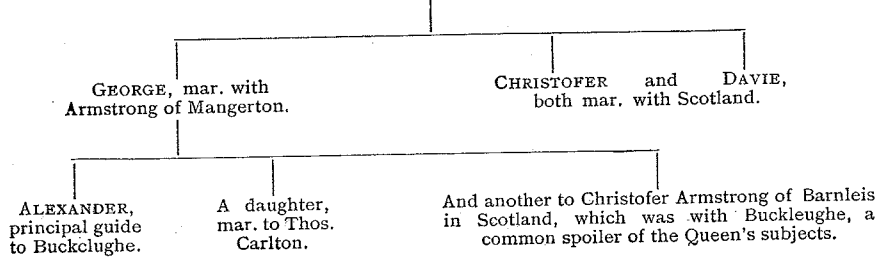 GEORGE, mar. with
Armstrong of Mangerton.
CHRISTOFER and DAVIE,
both mar. with Scotland.
ALEXANDER,
principal guide
to Buckclughe.
A daughter,
mar. to Thos.
Carlton.
And another to Christofer Armstrong of Barnleis
in Scotland, which was with Buckleughe, a
common spoiler of the Queen's subjects.